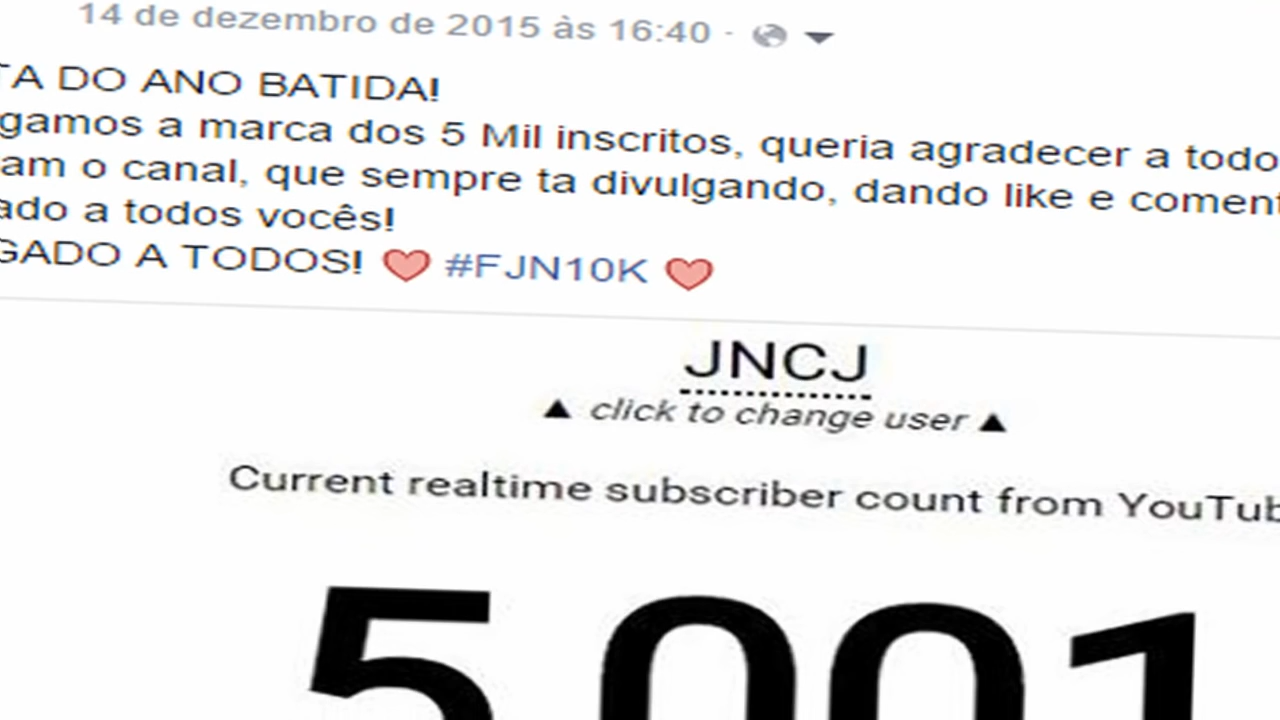 14 de dezembro de 2015 às 16:40 ·
TA DO ANO BATIDA!
gamos a marca dos 5 Mil inscritos, queria agradecer a todo
am o canal, que sempre ta divulgando, dando like e coment
ado a todos vocês!
GADO A TODOS! ❤ #FJN10K ❤
JNCJ
▲ click to change user ▲
Current realtime subscriber count from YouTub
5,001